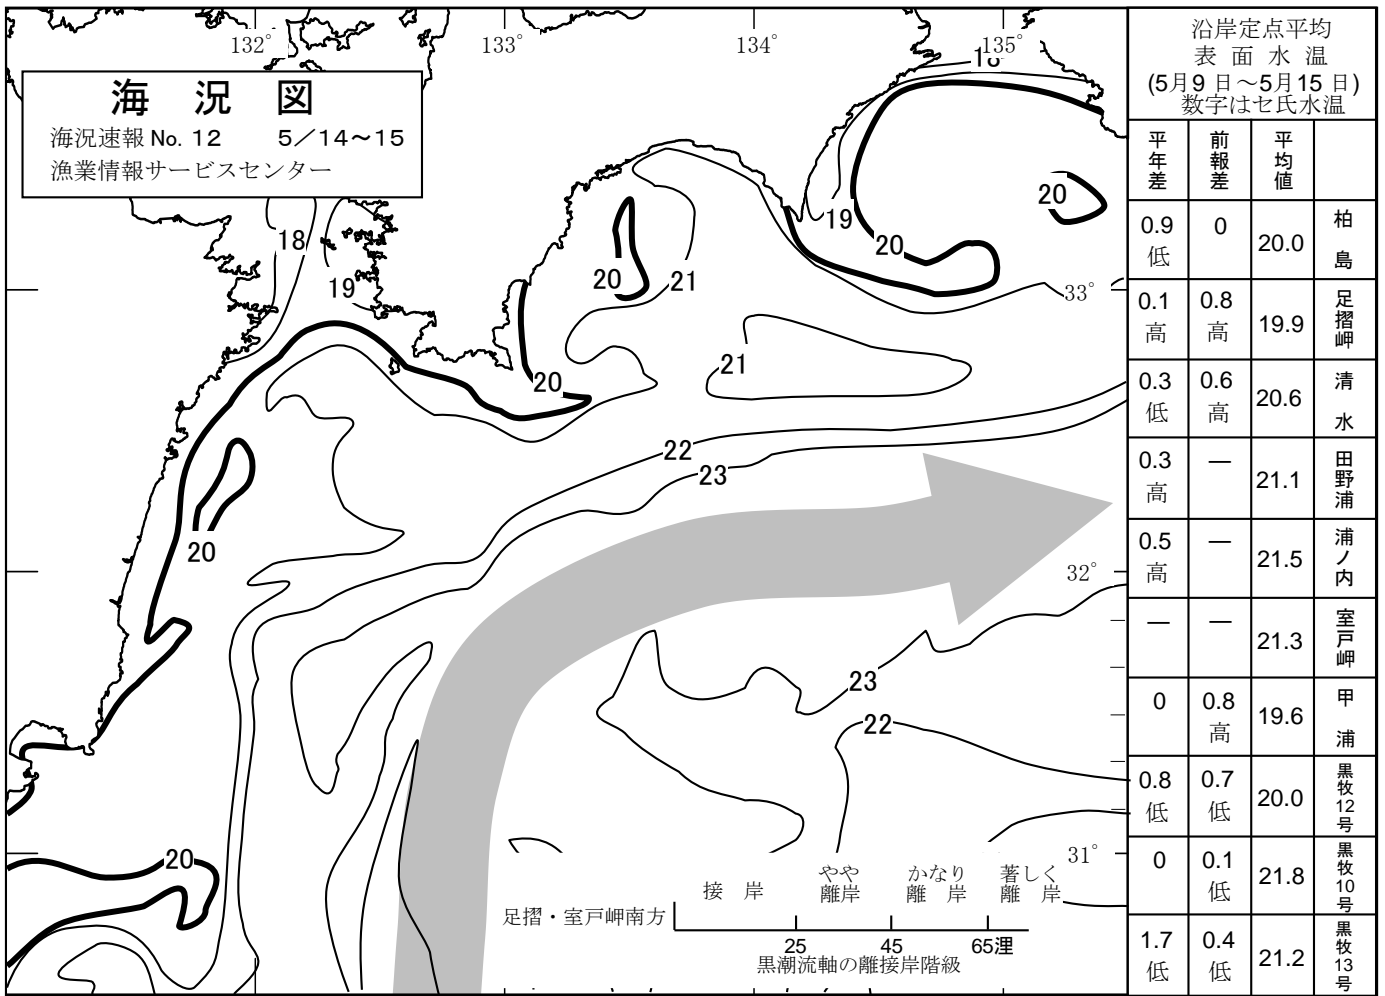 132°
133°
134°
135°
海 況 図
海況速報 No. 12 5／14～15
漁業情報サービスセンター
18
18
19
19
20
20
20
21
33°
20
21
20
22
23
20
32°
23
22
20
31°
接 岸
やや
離岸
かなり
離 岸
著しく
離 岸
足摺・室戸岬南方
25 45 65浬
黒潮流軸の離接岸階級
沿岸定点平均
表 面 水 温
(5月9 日～5月15 日)
数字はセ氏水温
平年差 前報差 平均値
0.9 低 0 20.0 柏 島
0.1 高 0.8 高 19.9 足摺岬
0.3 低 0.6 高 20.6 清 水
0.3 高 — 21.1 田野浦
0.5 高 — 21.5 浦ノ内
— — 21.3 室戸岬
0 0.8 高 19.6 甲 浦
0.8 低 0.7 低 20.0 黒牧12号
0 0.1 低 21.8 黒牧10号
1.7 低 0.4 低 21.2 黒牧13号